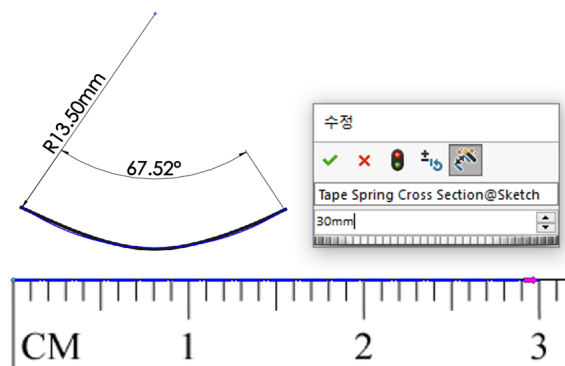 R13.50mm
67.52°
수정
Tape Spring Cross Section@Sketch
30mm
CM 1 2 3